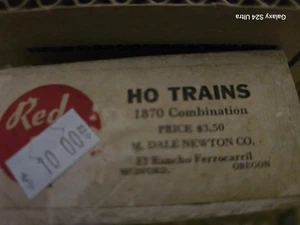 Galaxy S24 Ultra
Red
HO TRAINS
1870 Combination
PRICE $3.50
M. DALE NEWTON CO.
El Rancho Ferrocarril
MEDFORD, OREGON
$ 10.00